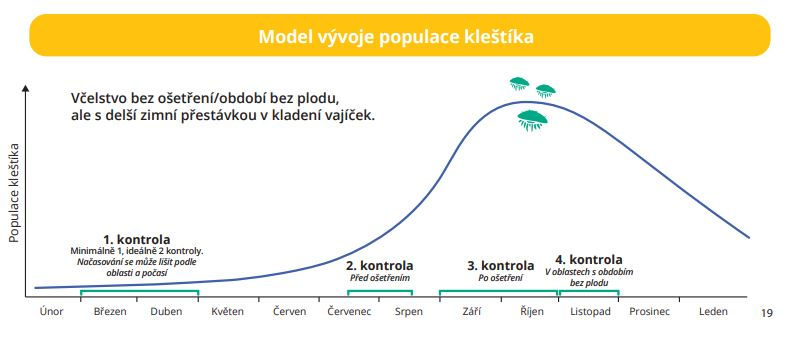 Model vývoje populace kleštíka
Včelstvo bez ošetření/období bez plodu,
ale s delší zimní přestávkou v kladení vajíček.
Populace kleštíka
1. kontrola
Minimálně 1, ideálně 2 kontroly.
Načasování se může lišit podle
oblasti a počasí
2. kontrola
Před ošetřením
3. kontrola
Po ošetření
4. kontrola
V oblastech s obdobím
bez plodu
Únor Březen Duben Květen Červen Červenec Srpen Září Říjen Listopad Prosinec Leden
19